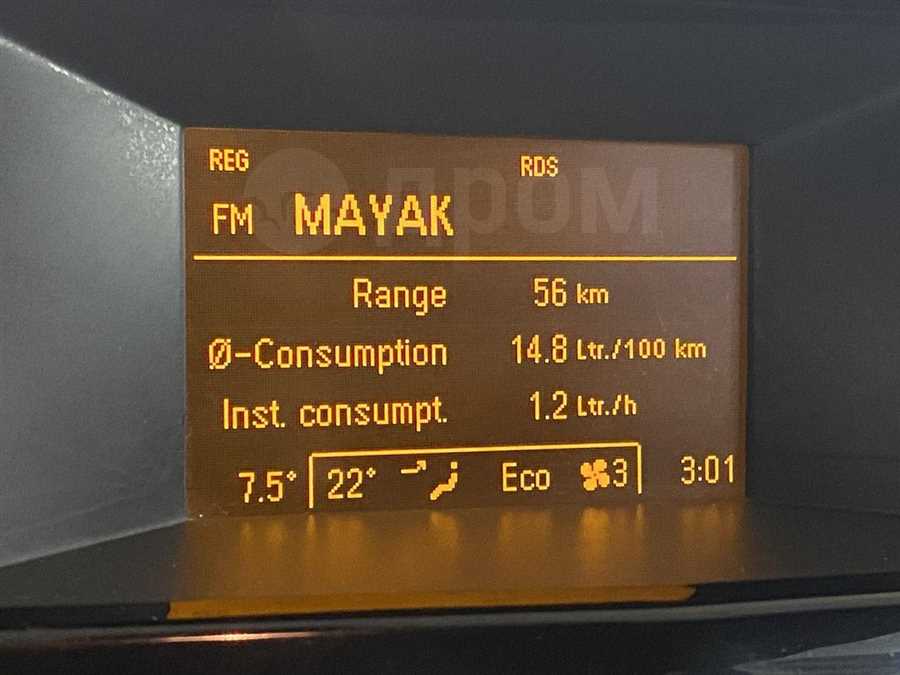 REG RDS
FM MAYAK
дром
Range 56 km
Ø-Consumption 14.8 Ltr./100 km
Inst. consumpt. 1.2 Ltr./h
7.5° 22° Eco 3 3:01